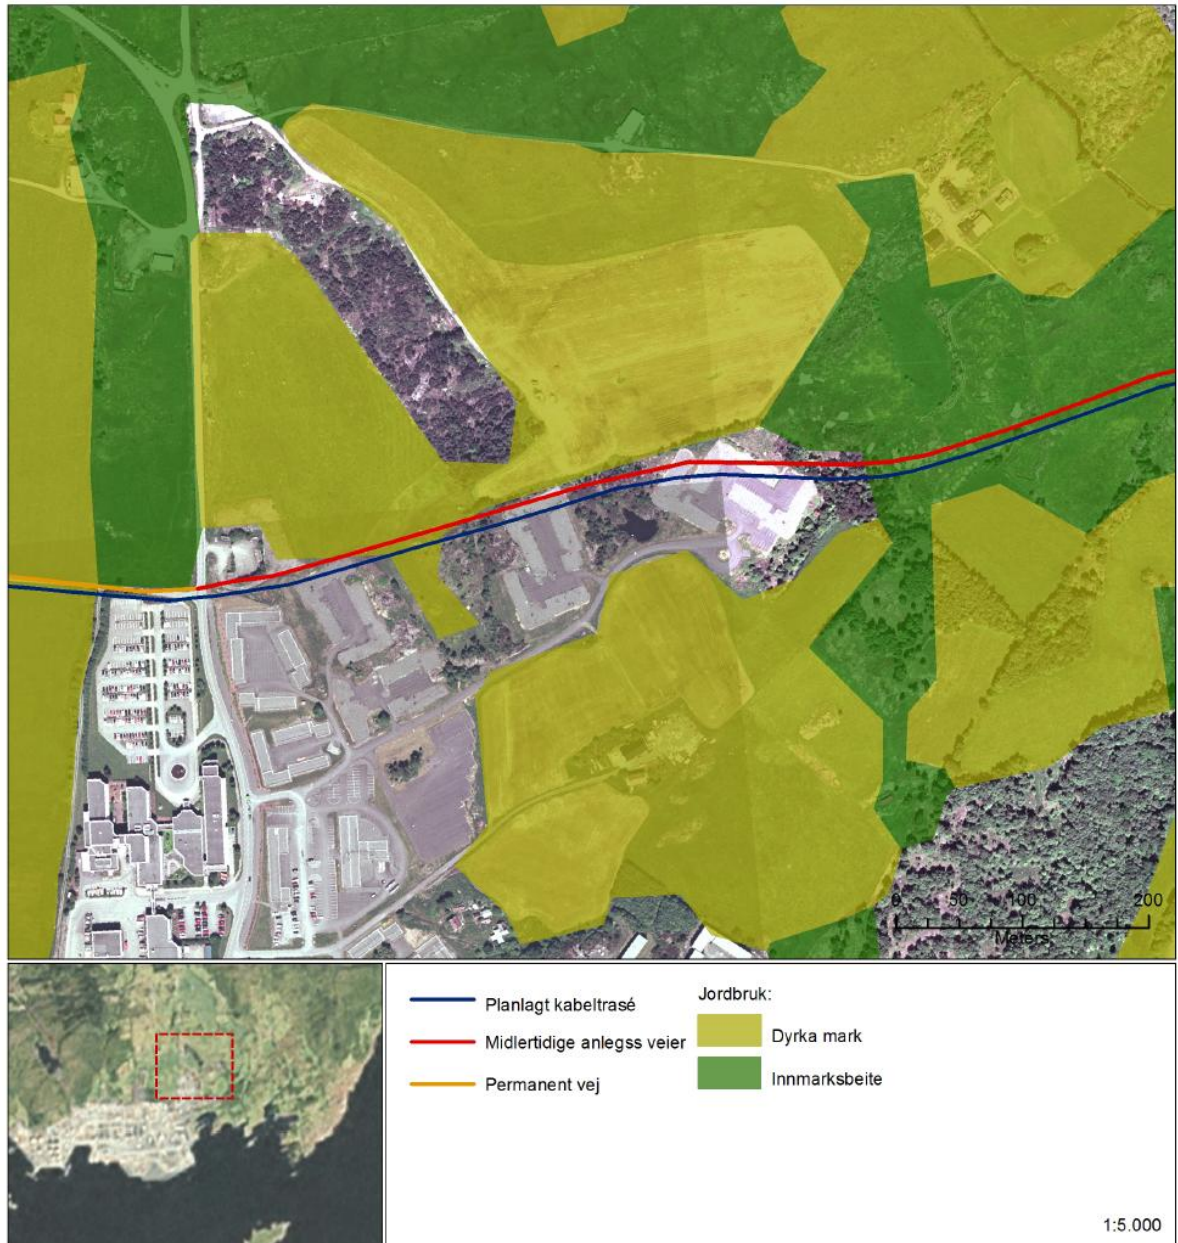 0 50 100 200
Meters
Planlagt kabeltrasé
Midlertidige anlegss veier
Permanent vej
Jordbruk:
Dyrka mark
Innmarksbeite
1:5.000